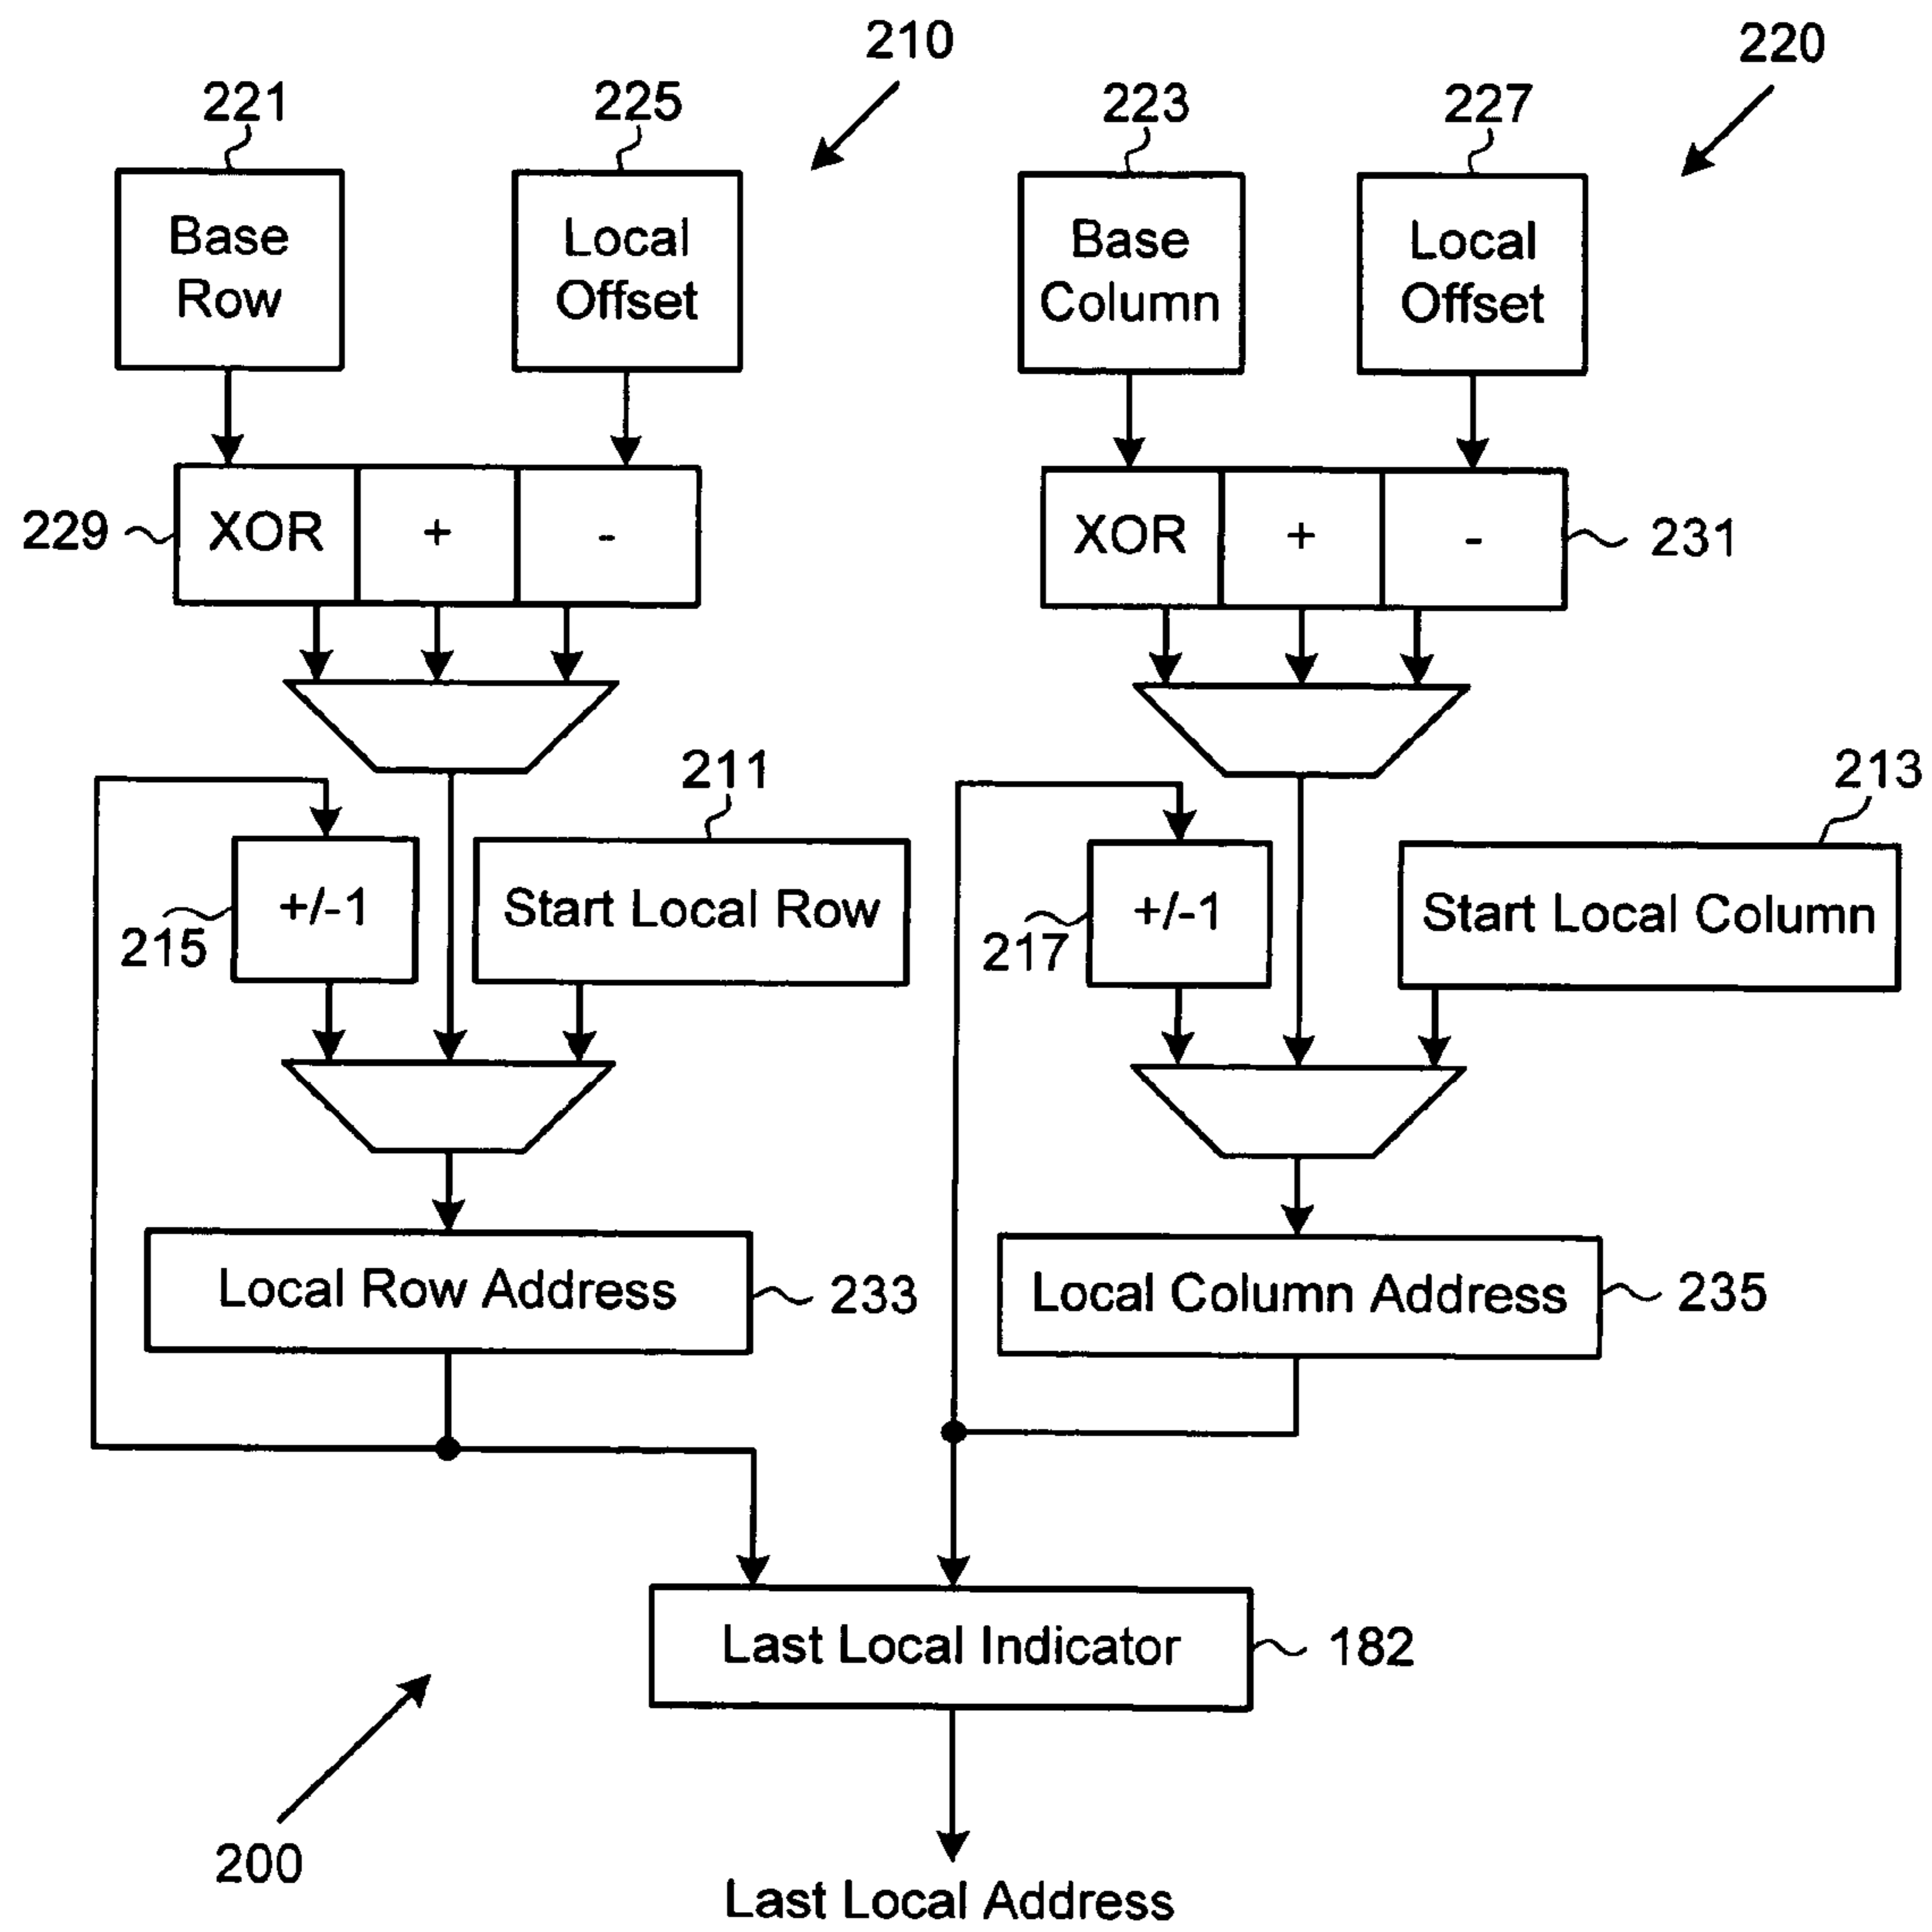 210
220
221
225
223
227
Base
Row
Local
Offset
Base
Column
Local
Offset
229
XOR
+
-
XOR
+
-
231
211
213
+/-1
Start Local Row
+/-1
Start Local Column
215
217
Local Row Address
233
Local Column Address
235
Last Local Indicator
182
200
Last Local Address